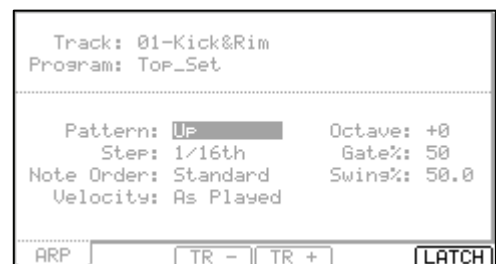 Track: 01-Kick&Rim
Program: Top_Set
Pattern: Up Octave: +0
Step: 1/16th Gate%: 50
Note Order: Standard Swing%: 50.0
Velocity: As Played
ARP TR - TR + LATCH